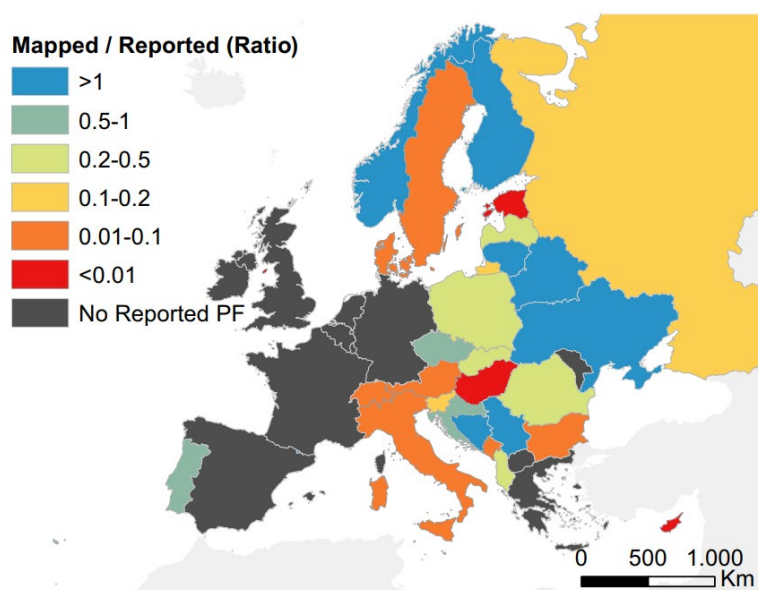 Mapped / Reported (Ratio)
>1
0.5-1
0.2-0.5
0.1-0.2
0.01-0.1
<0.01
No Reported PF
0 500 1.000
Km